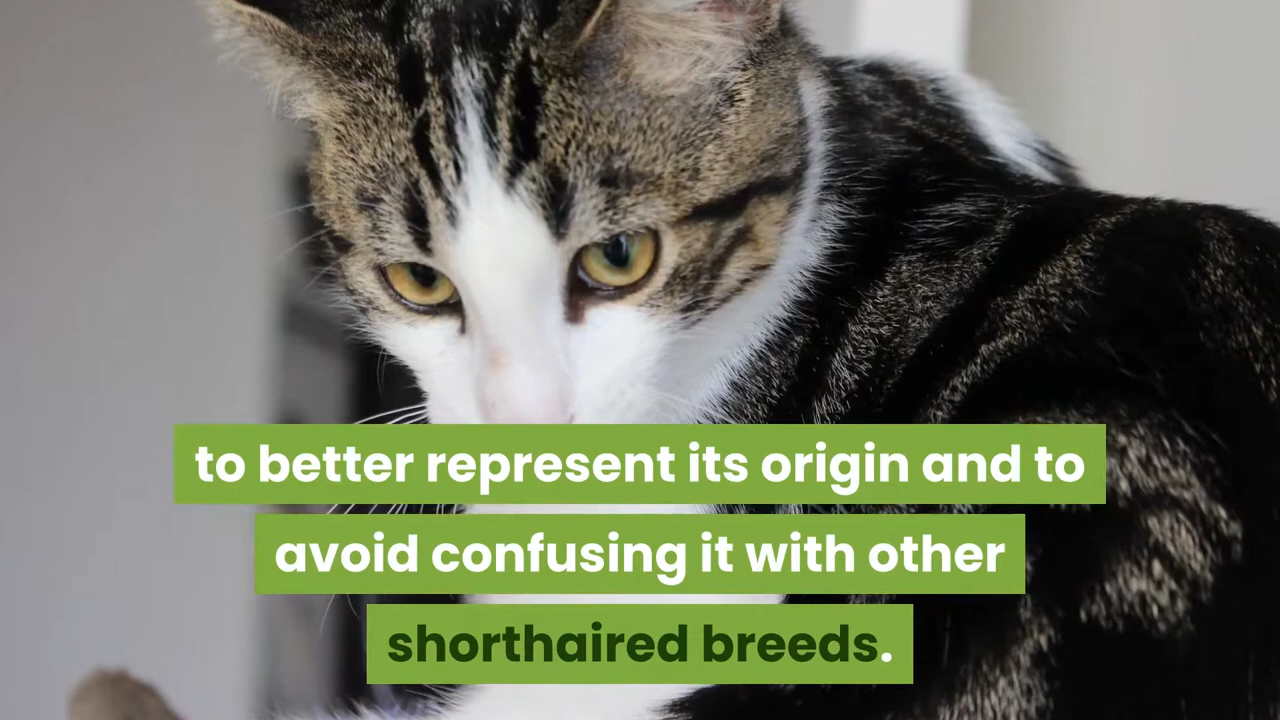 to better represent its origin and to
avoid confusing it with other
shorthaired breeds.